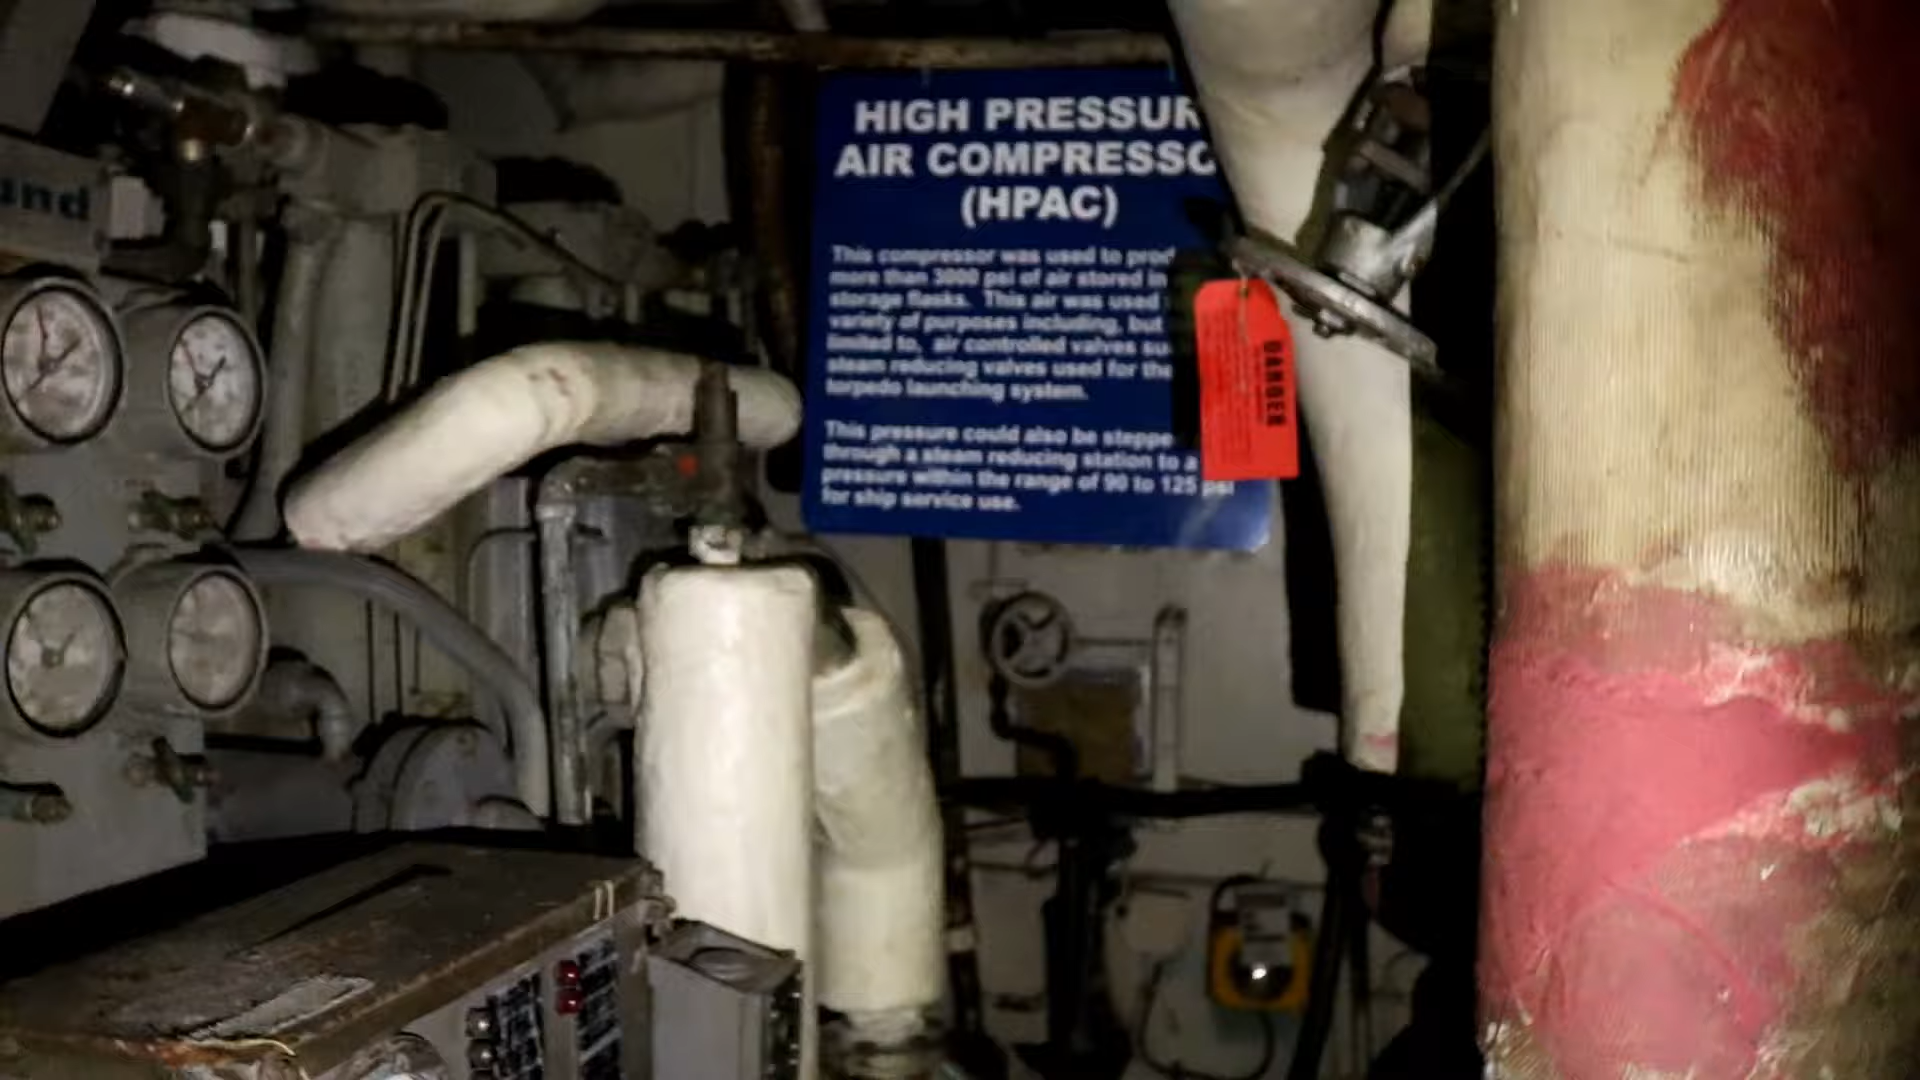 und
HIGH PRESSUR
AIR COMPRESSO
(HPAC)
This compressor was used to prod
more than 3000 psi of air stored in
storage flasks. This air was used
variety of purposes including, but
limited to, air controlled valves su
steam reducing valves used for the
torpedo launching system.
This pressure could also be steppe
through a steam reducing station to a
pressure within the range of 90 to 125 psi
for ship service use.
DANGER